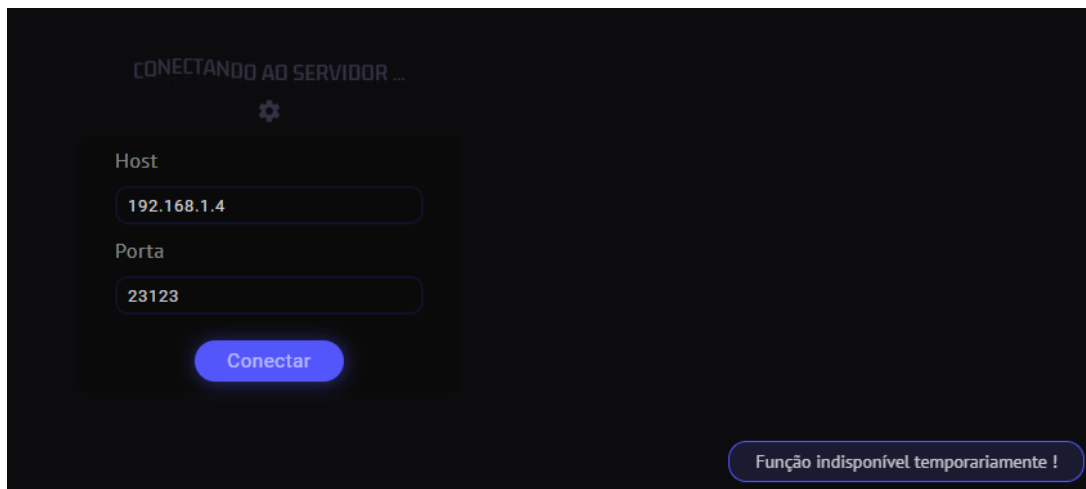 CONECTANDO AO SERVIDOR ...
Host
192.168.1.4
Porta
23123
Conectar
Função indisponível temporariamente !